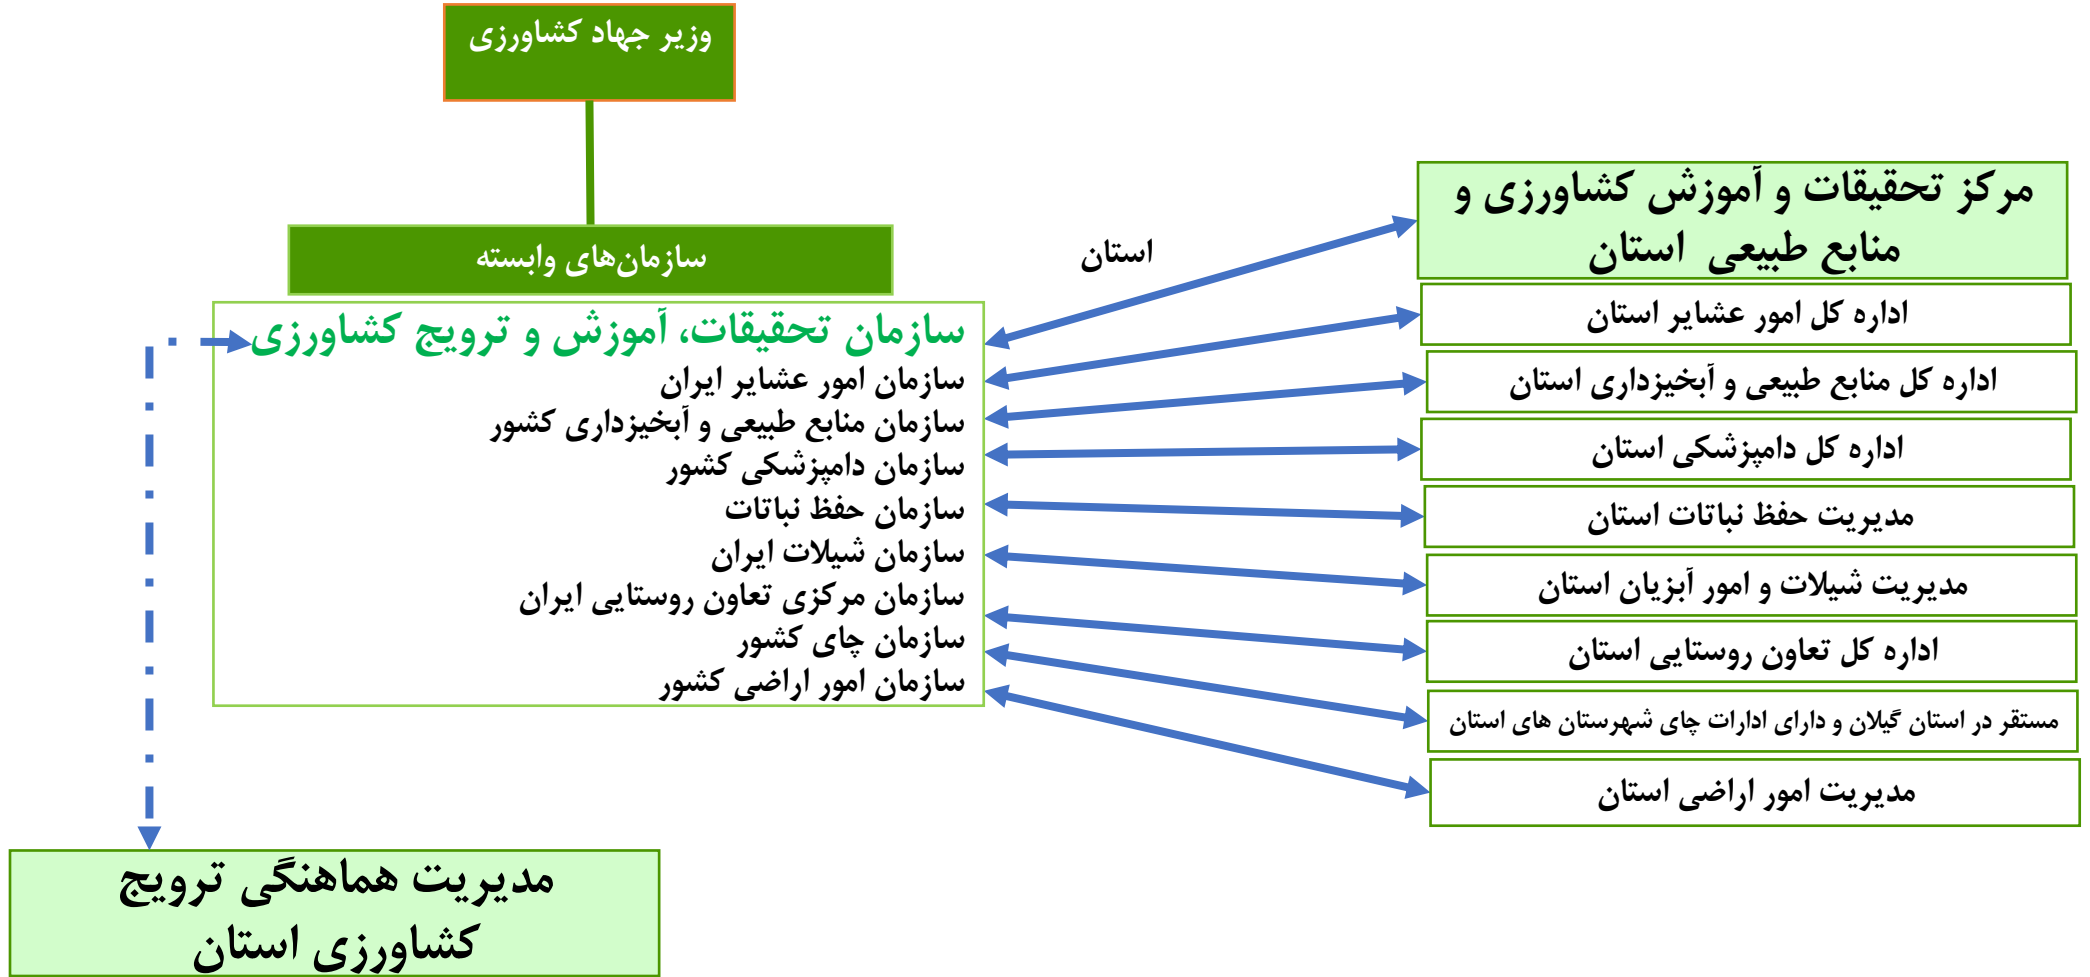 وزیر جهاد کشاورزی
سازمان‌های وابسته
سازمان تحقیقات، آموزش و ترویج کشاورزی
سازمان امور عشایر ایران
سازمان منابع طبیعی و آبخیزداری کشور
سازمان دامپزشکی کشور
سازمان حفظ نباتات
سازمان شیلات ایران
سازمان مرکزی تعاون روستایی ایران
سازمان چای کشور
سازمان امور اراضی کشور
استان
مرکز تحقیقات و آموزش کشاورزی و
منابع طبیعی استان
اداره کل امور عشایر استان
اداره کل منابع طبیعی و آبخیزداری استان
اداره کل دامپزشکی استان
مدیریت حفظ نباتات استان
مدیریت شیلات و امور آبزیان استان
اداره کل تعاون روستایی استان
مستقر در استان گیلان و دارای ادارات چای شهرستان های استان
مدیریت امور اراضی استان
مدیریت هماهنگی ترویج
کشاورزی استان